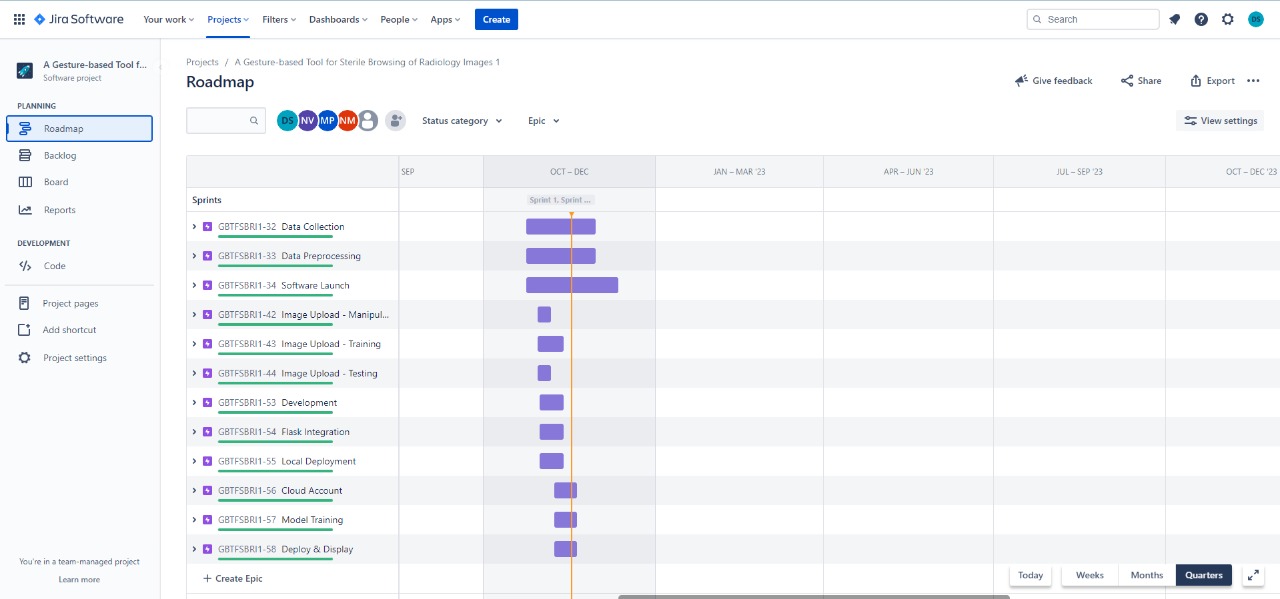 Jira Software
Your work Projects Filters Dashboards People Apps Create Search DS
A Gesture-based Tool f...
Software project
PLANNING
Roadmap
Backlog
Board
Reports
DEVELOPMENT
Code
Project pages
Add shortcut
Project settings
You're in a team-managed project
Learn more
Projects / A Gesture-based Tool for Sterile Browsing of Radiology Images 1
Roadmap
Give feedback Share Export
DS NV MP NM Status category Epic View settings
SEP OCT – DEC JAN – MAR '23 APR – JUN '23 JUL – SEP '23 OCT – DEC '23
Sprints Sprint 1, Sprint ...
GBTFSBRI1-32 Data Collection
GBTFSBRI1-33 Data Preprocessing
GBTFSBRI1-34 Software Launch
GBTFSBRI1-42 Image Upload - Manipul...
GBTFSBRI1-43 Image Upload - Training
GBTFSBRI1-44 Image Upload - Testing
GBTFSBRI1-53 Development
GBTFSBRI1-54 Flask Integration
GBTFSBRI1-55 Local Deployment
GBTFSBRI1-56 Cloud Account
GBTFSBRI1-57 Model Training
GBTFSBRI1-58 Deploy & Display
+ Create Epic
Today Weeks Months Quarters